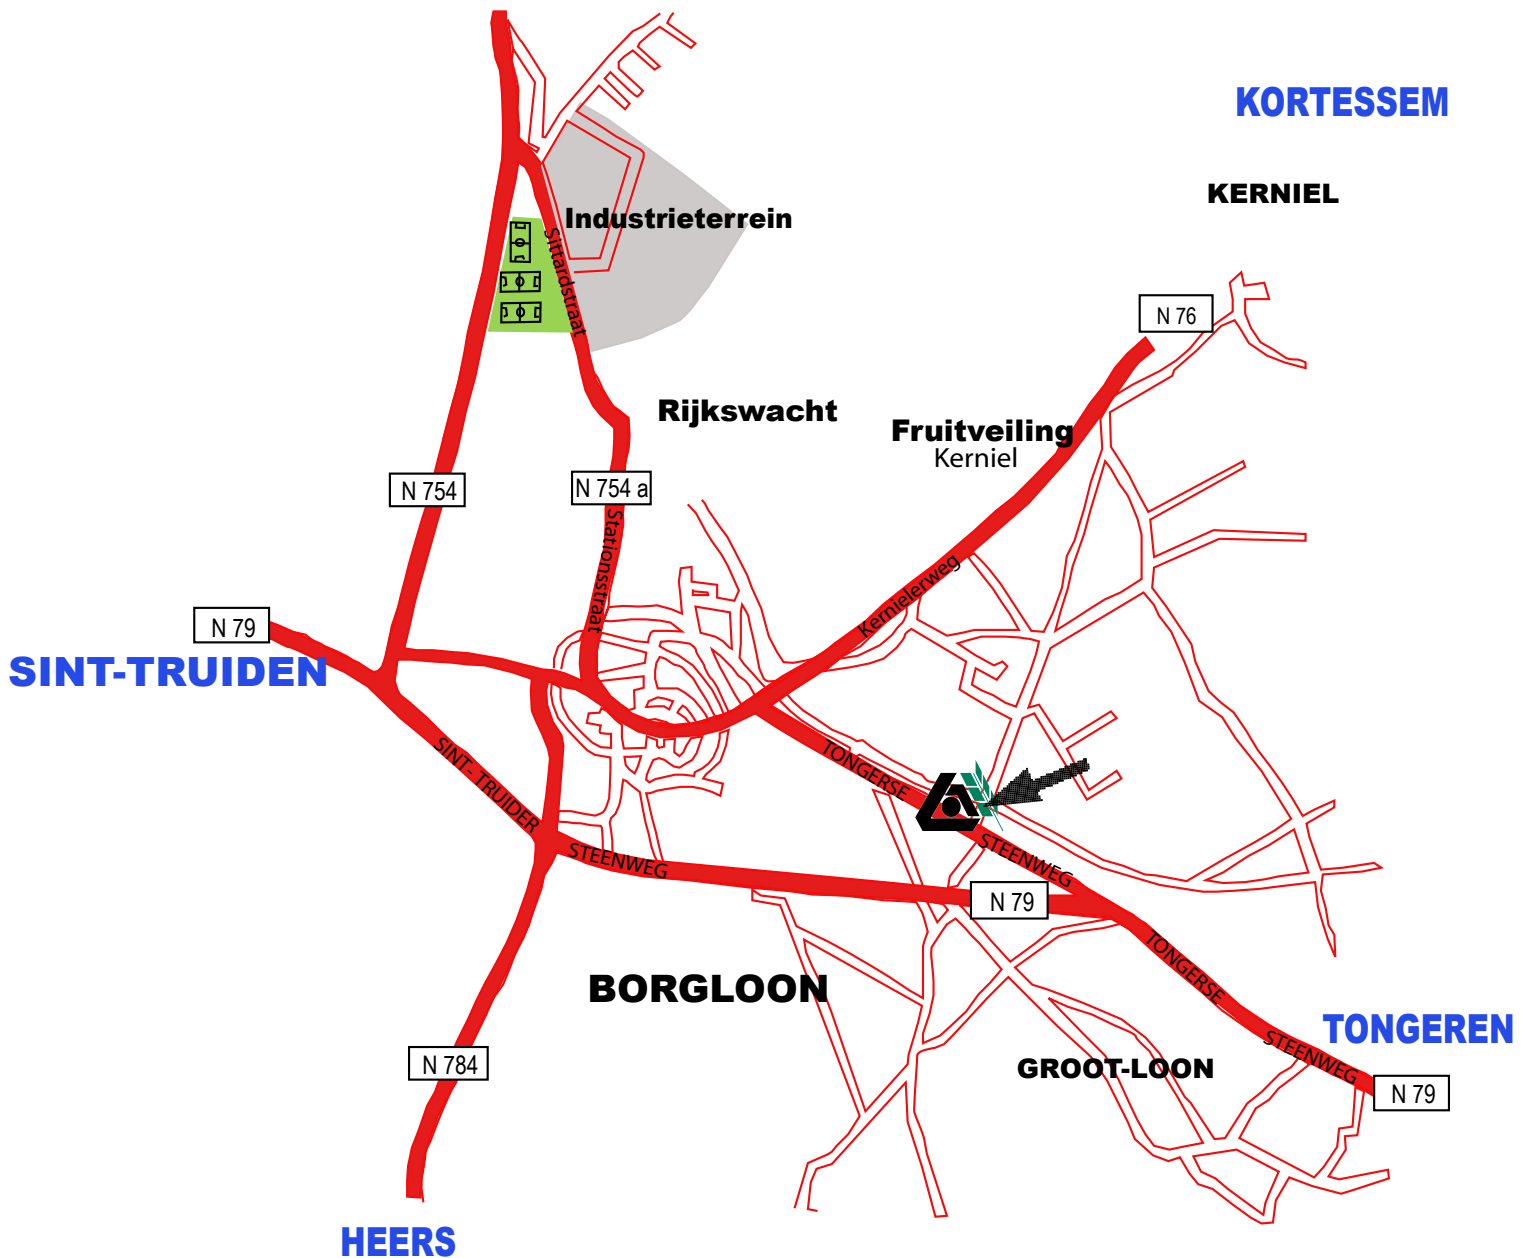 KORTESSEM
KERNIEL
Industrieterrein
Sittardstraat
N 76
Rijkswacht
Fruitveiling
Kerniel
N 754
N 754 a
Stationsstraat
Kernielerweg
N 79
SINT-TRUIDEN
SINT- TRUIDER
STEENWEG
TONGERSE
STEENWEG
N 79
BORGLOON
TONGERSE
STEENWEG
TONGEREN
N 784
GROOT-LOON
N 79
HEERS